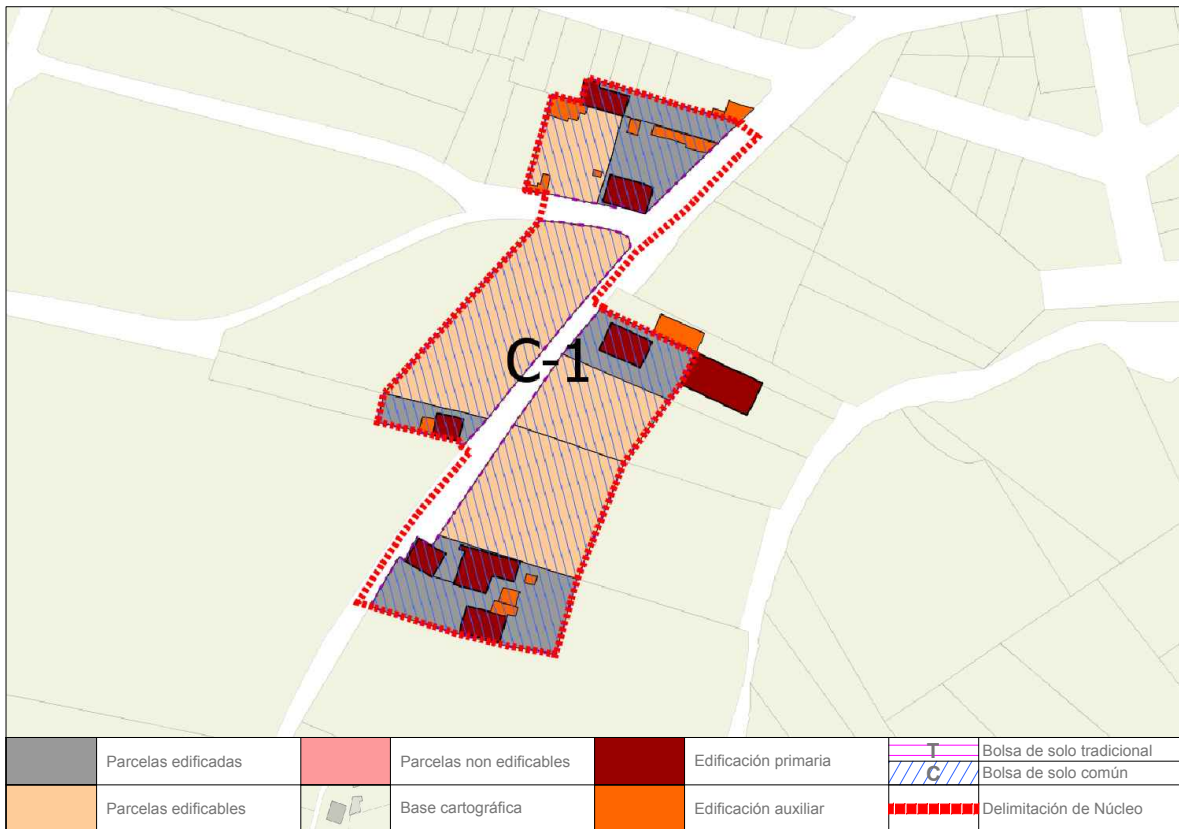 C-1
Parcelas edificadas
Parcelas non edificables
Edificación primaria
T
Bolsa de solo tradicional
C
Bolsa de solo común
Parcelas edificables
Base cartográfica
Edificación auxiliar
Delimitación de Núcleo